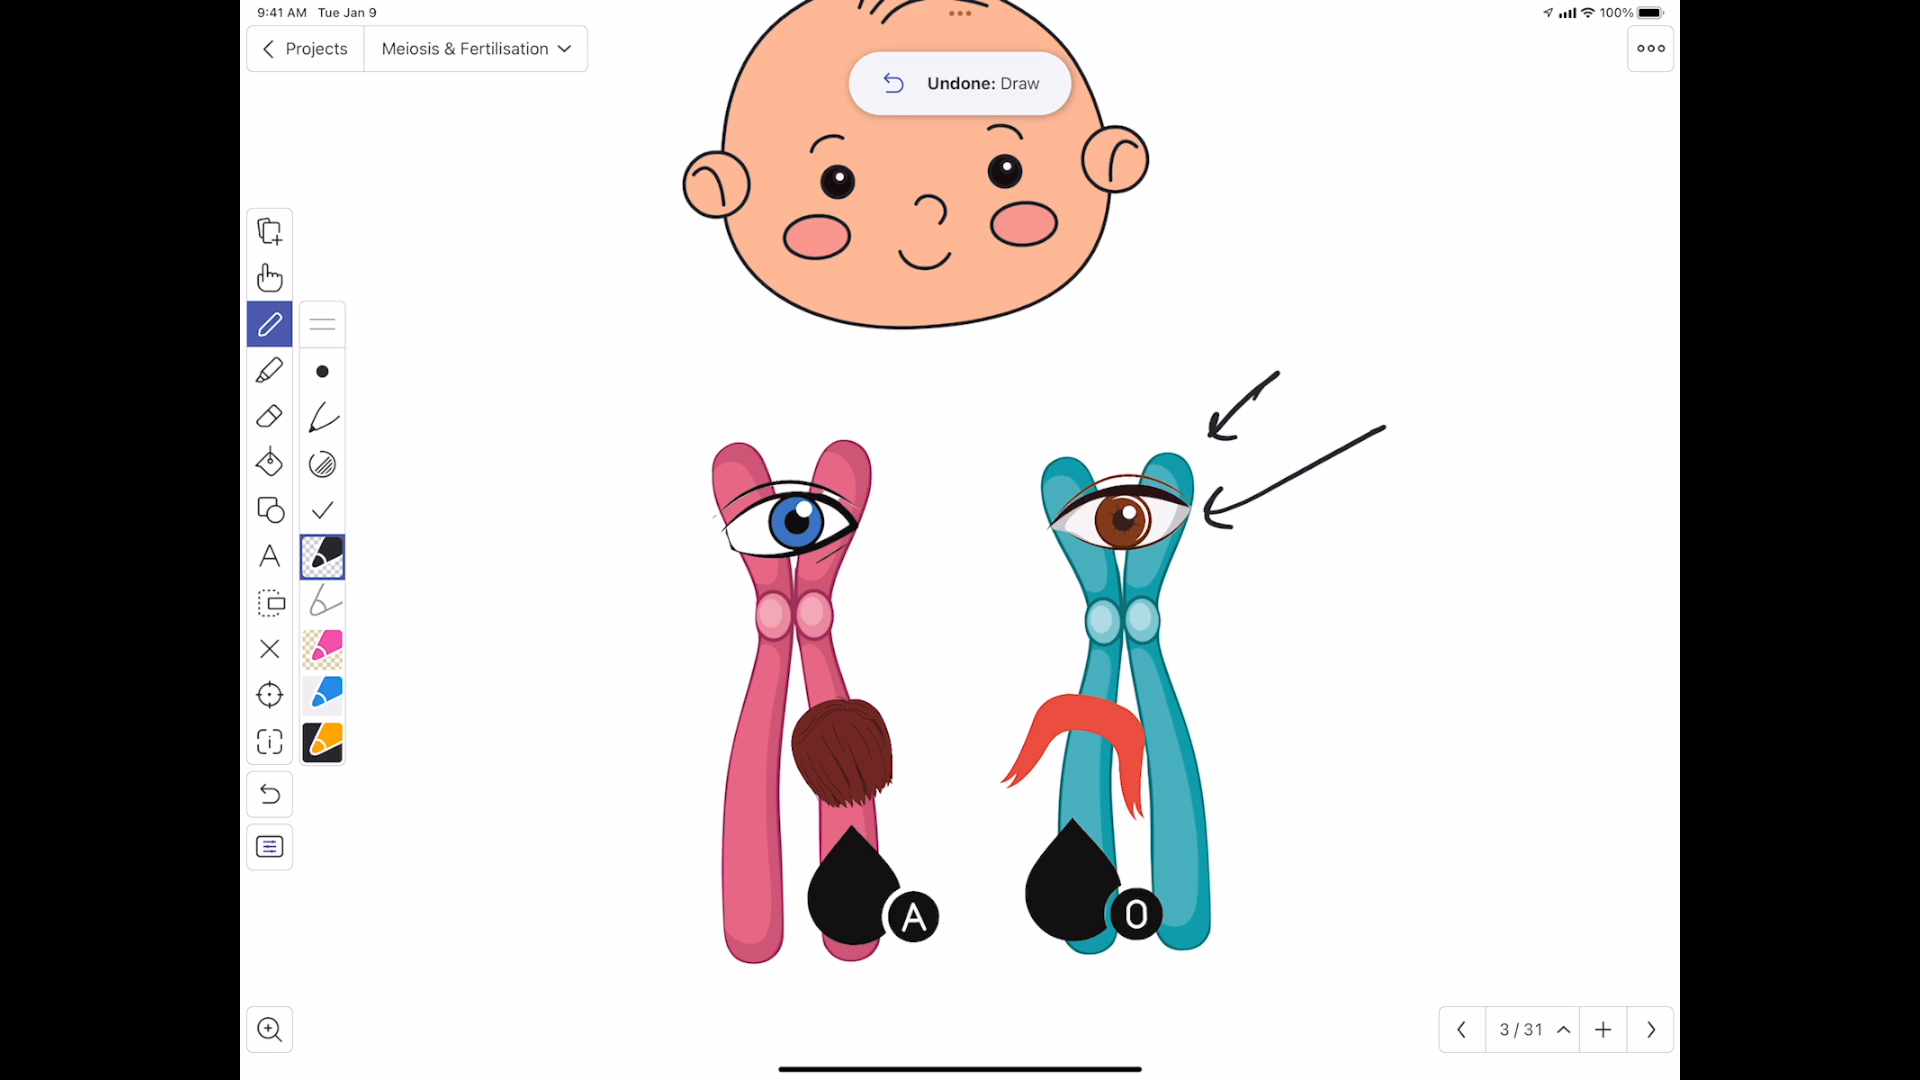 9:41 AM Tue Jan 9
100%
Projects
Meiosis & Fertilisation
Undone: Draw
A
A
O
3 / 31